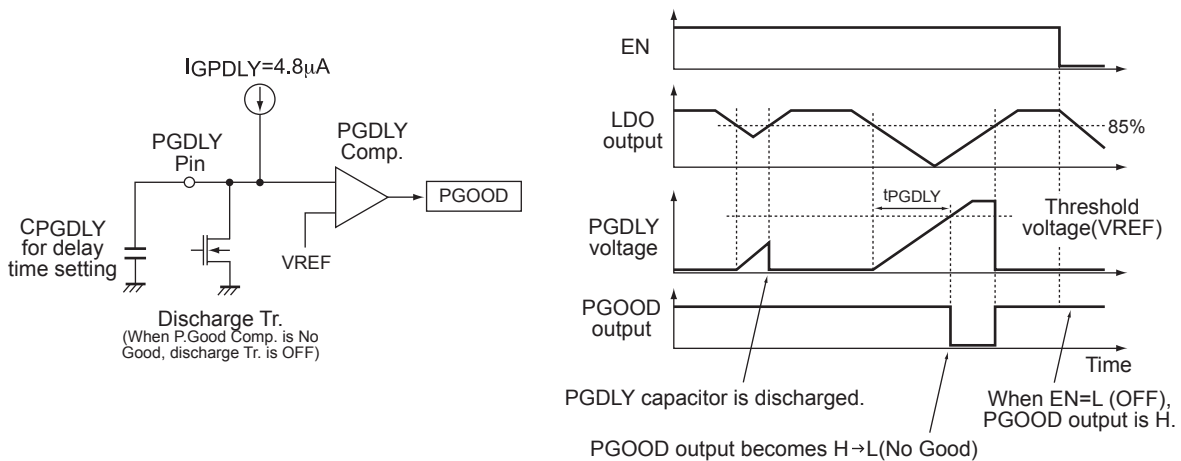 IGPDLY=4.8μA
PGDLY
Pin
PGDLY
Comp.
PGOOD
CPGDLY
for delay
time setting
VREF
Discharge Tr.
(When P.Good Comp. is No
Good, discharge Tr. is OFF)
EN
LDO
output
85%
tPGDLY
PGDLY
voltage
Threshold
voltage(VREF)
PGOOD
output
Time
PGDLY capacitor is discharged.
When EN=L (OFF),
PGOOD output is H.
PGOOD output becomes H→L(No Good)